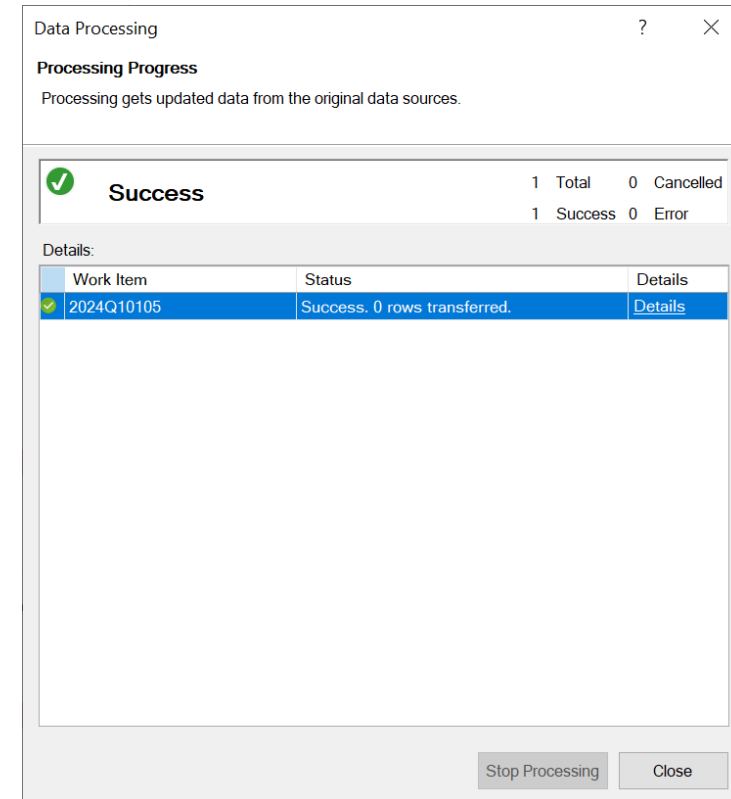 Data Processing ?
Processing Progress
Processing gets updated data from the original data sources.
Success
1 Total 0 Cancelled
1 Success 0 Error
Details:
Work Item Status Details
2024Q10105 Success. 0 rows transferred. Details
Stop Processing Close